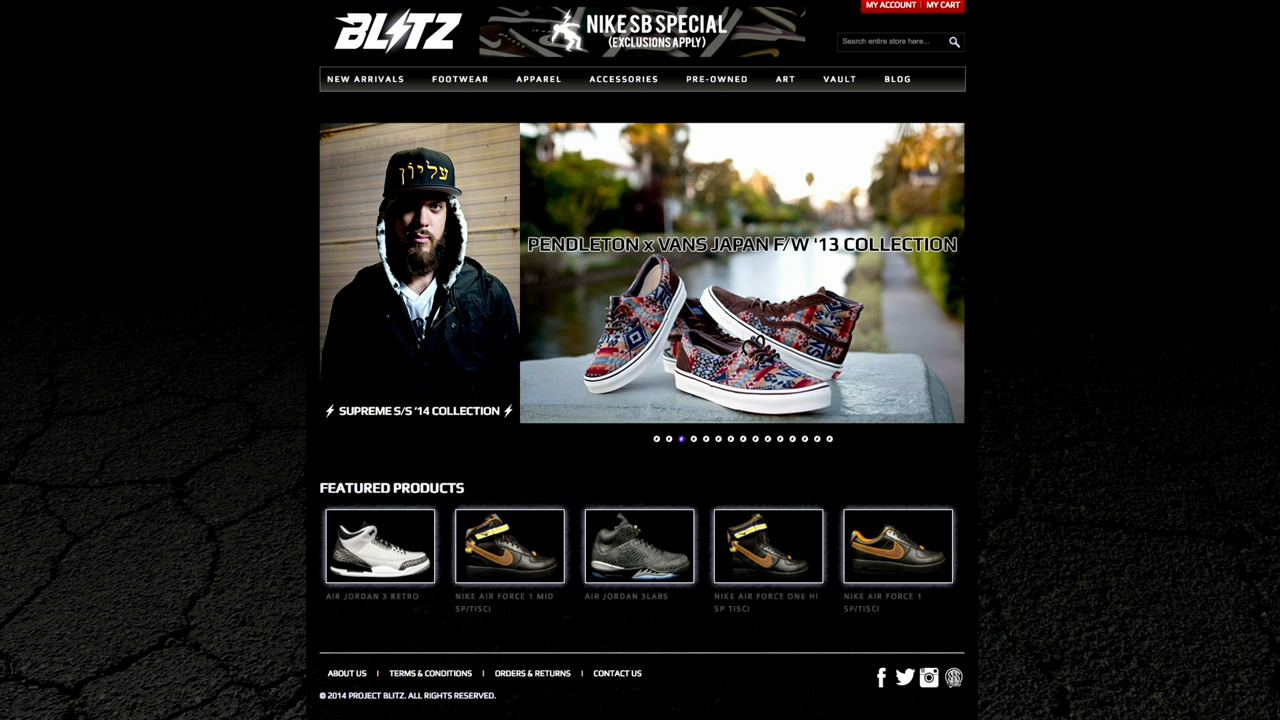 MY ACCOUNT | MY CART
BLITZ
NIKE SB SPECIAL
(EXCLUSIONS APPLY)
Search entire store here...
NEW ARRIVALS FOOTWEAR APPAREL ACCESSORIES PRE-OWNED ART VAULT BLOG
עליוֹן
PENDLETON x VANS JAPAN F/W '13 COLLECTION
SUPREME S/S '14 COLLECTION
FEATURED PRODUCTS
AIR JORDAN 3 RETRO
NIKE AIR FORCE 1 MID
SP/TISCI
AIR JORDAN 3LAB5
NIKE AIR FORCE ONE HI
SP TISCI
NIKE AIR FORCE 1
SP/TISCI
ABOUT US | TERMS & CONDITIONS | ORDERS & RETURNS | CONTACT US
© 2014 PROJECT BLITZ. ALL RIGHTS RESERVED.